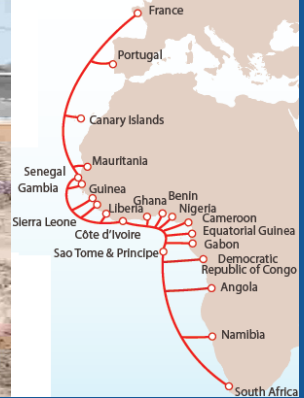 France
Portugal
Canary Islands
Mauritania
Senegal
Gambia
Guinea
Sierra Leone
Liberia
Côte d'Ivoire
Ghana
Benin
Nigeria
Cameroon
Equatorial Guinea
Gabon
Sao Tome & Principe
Democratic
Republic of Congo
Angola
Namibia
South Africa